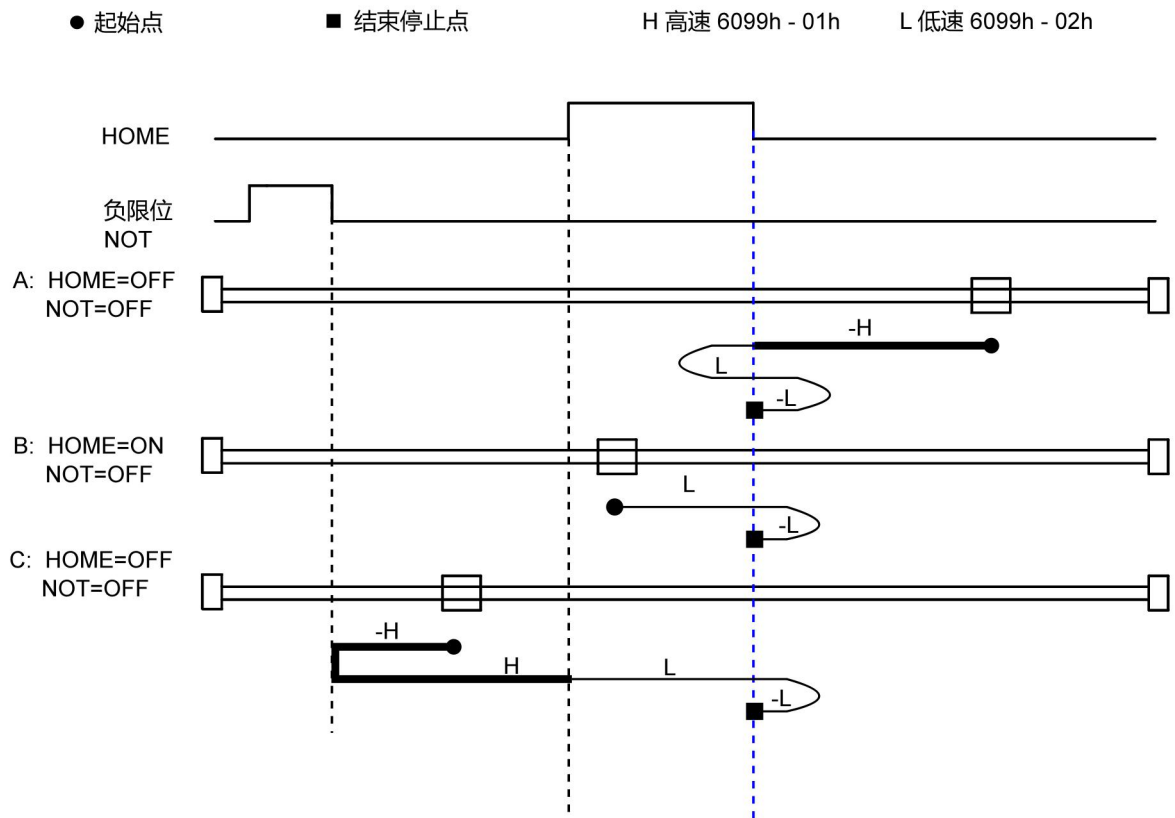 ● 起始点 ■ 结束停止点 H 高速 6099h - 01h L 低速 6099h - 02h
HOME
负限位
NOT
A: HOME=OFF
NOT=OFF
-H
L
-L
B: HOME=ON
NOT=OFF
L
-L
C: HOME=OFF
NOT=OFF
-H
H
L
-L